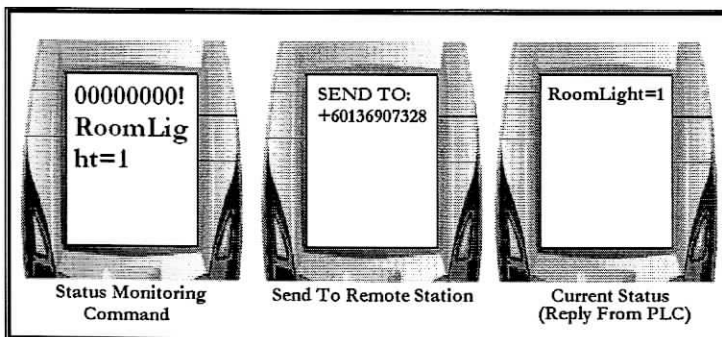 00000000!
RoomLig
ht=1
SEND TO:
+60136907328
RoomLight=1
Status Monitoring
Command
Send To Remote Station
Current Status
(Reply From PLC)